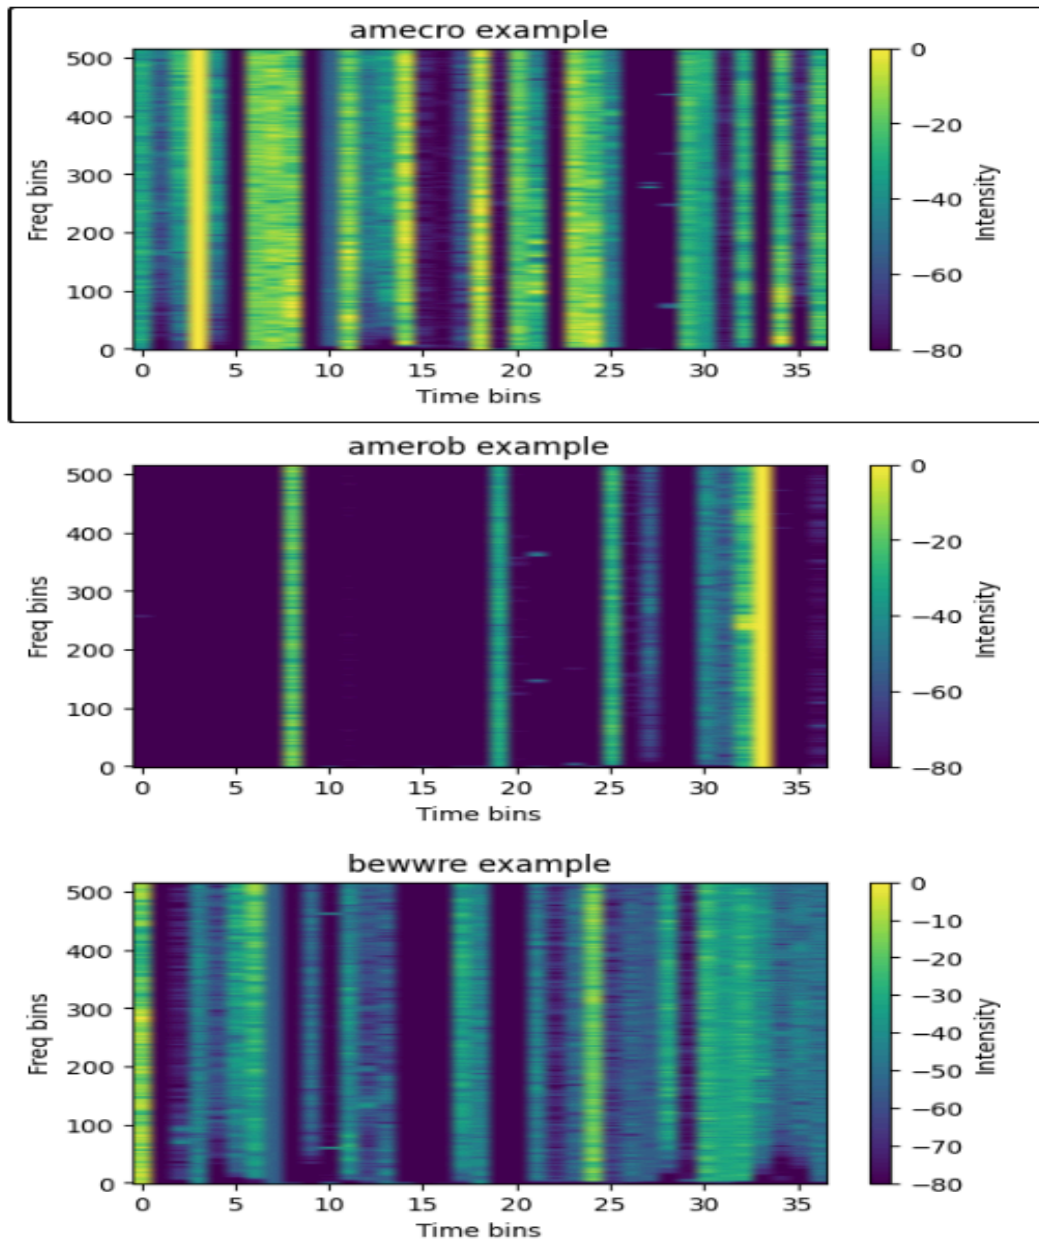 amecro example
500
400
300
200
100
0
Freq bins
0 5 10 15 20 25 30 35
Time bins
0
−20
−40
−60
−80
Intensity
amerob example
500
400
300
200
100
0
Freq bins
0 5 10 15 20 25 30 35
Time bins
0
−20
−40
−60
−80
Intensity
bewwre example
500
400
300
200
100
0
Freq bins
0 5 10 15 20 25 30 35
Time bins
0
−10
−20
−30
−40
−50
−60
−70
−80
Intensity